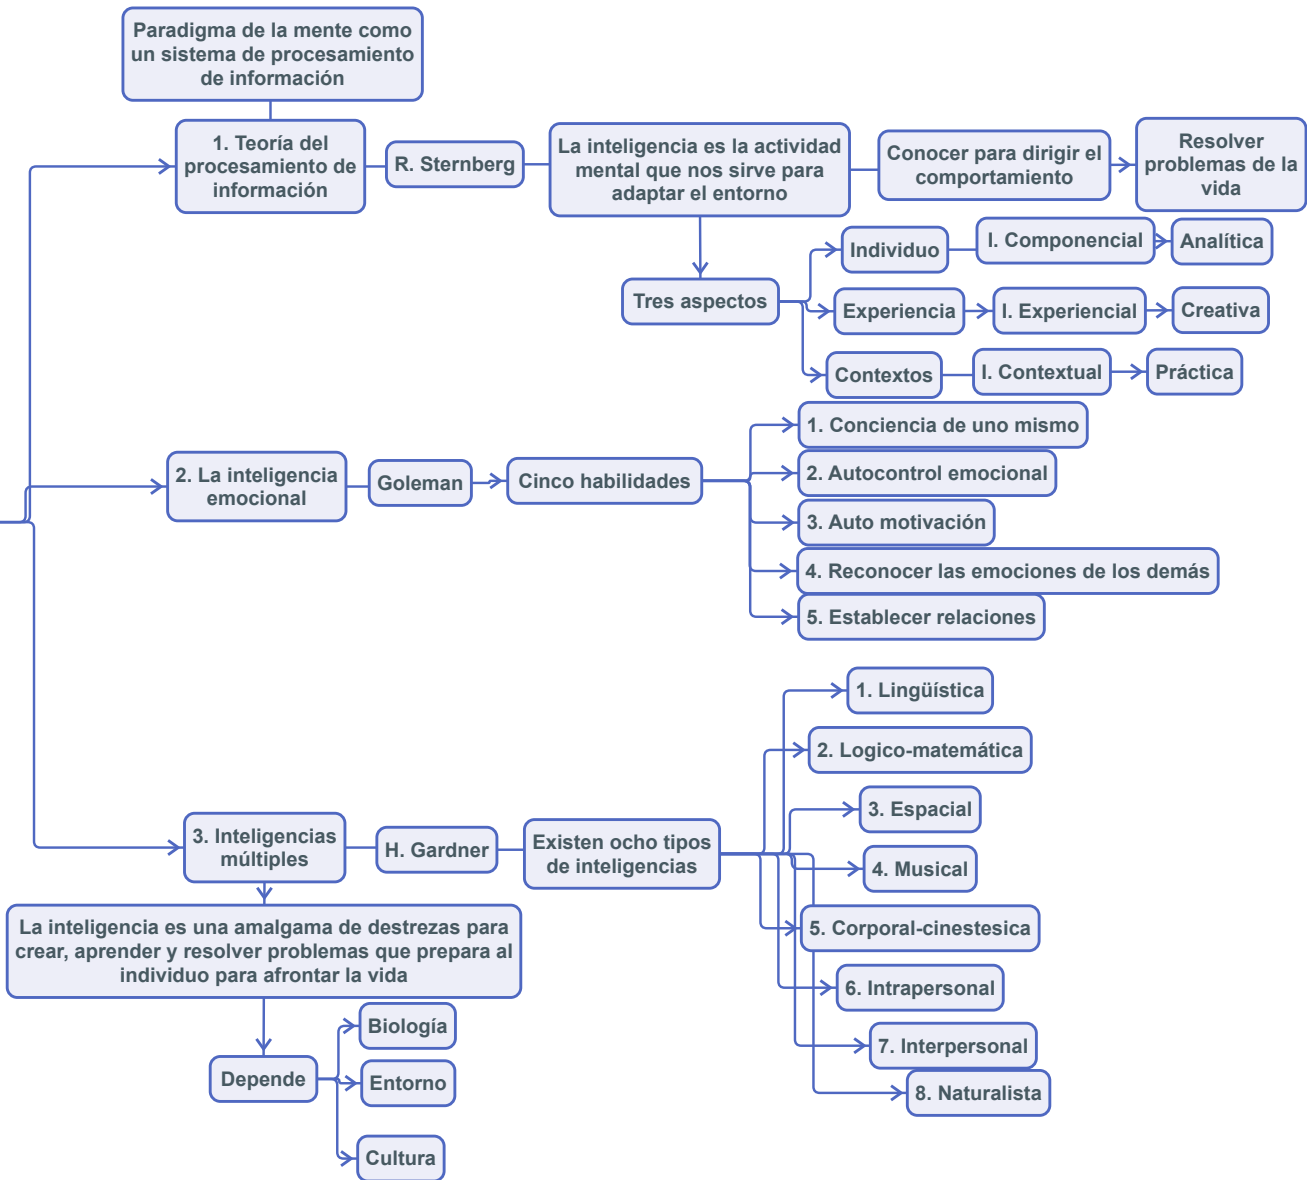 Paradigma de la mente como
un sistema de procesamiento
de información
1. Teoría del
procesamiento de
información
R. Sternberg
La inteligencia es la actividad
mental que nos sirve para
adaptar el entorno
Conocer para dirigir el
comportamiento
Resolver
problemas de la
vida
Tres aspectos
Individuo
I. Componencial
Analítica
Experiencia
I. Experiencial
Creativa
Contextos
I. Contextual
Práctica
2. La inteligencia
emocional
Goleman
Cinco habilidades
1. Conciencia de uno mismo
2. Autocontrol emocional
3. Auto motivación
4. Reconocer las emociones de los demás
5. Establecer relaciones
3. Inteligencias
múltiples
H. Gardner
Existen ocho tipos
de inteligencias
1. Lingüística
2. Logico-matemática
3. Espacial
4. Musical
5. Corporal-cinestesica
6. Intrapersonal
7. Interpersonal
8. Naturalista
La inteligencia es una amalgama de destrezas para
crear, aprender y resolver problemas que prepara al
individuo para afrontar la vida
Depende
Biología
Entorno
Cultura